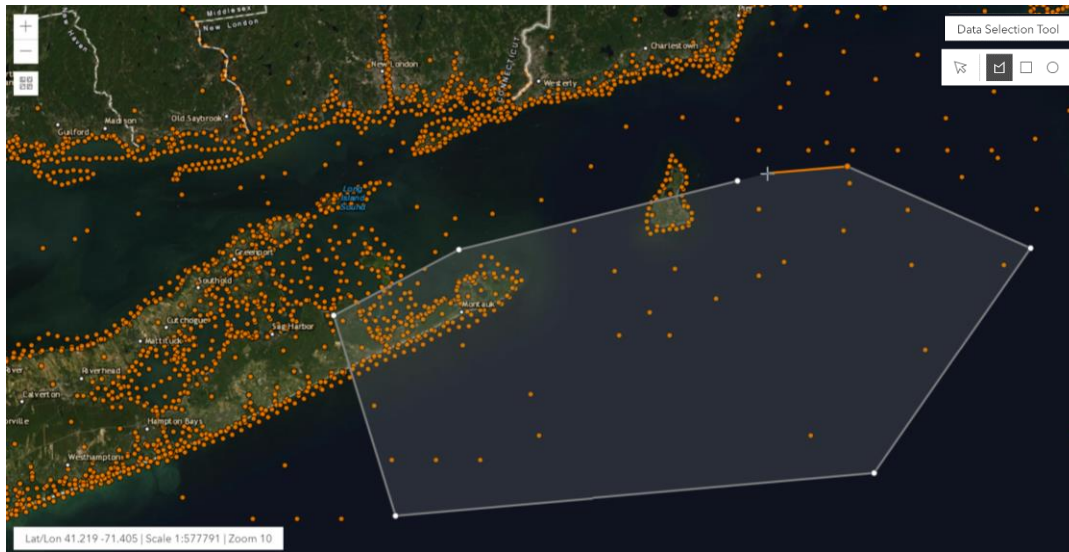 Middlesex
New London
Haven
Data Selection Tool
Charlestown
New London
CONNECTICUT
Westerly
Old Saybrook
Madison
Guilford
Long
Island
Sound
Greenport
Southold
Montauk
Cutchogue
Sag Harbor
Mattituck
Riverhead
Calverton
Hampton Bays
Westhampton
Lat/Lon 41.219 -71.405 | Scale 1:577791 | Zoom 10